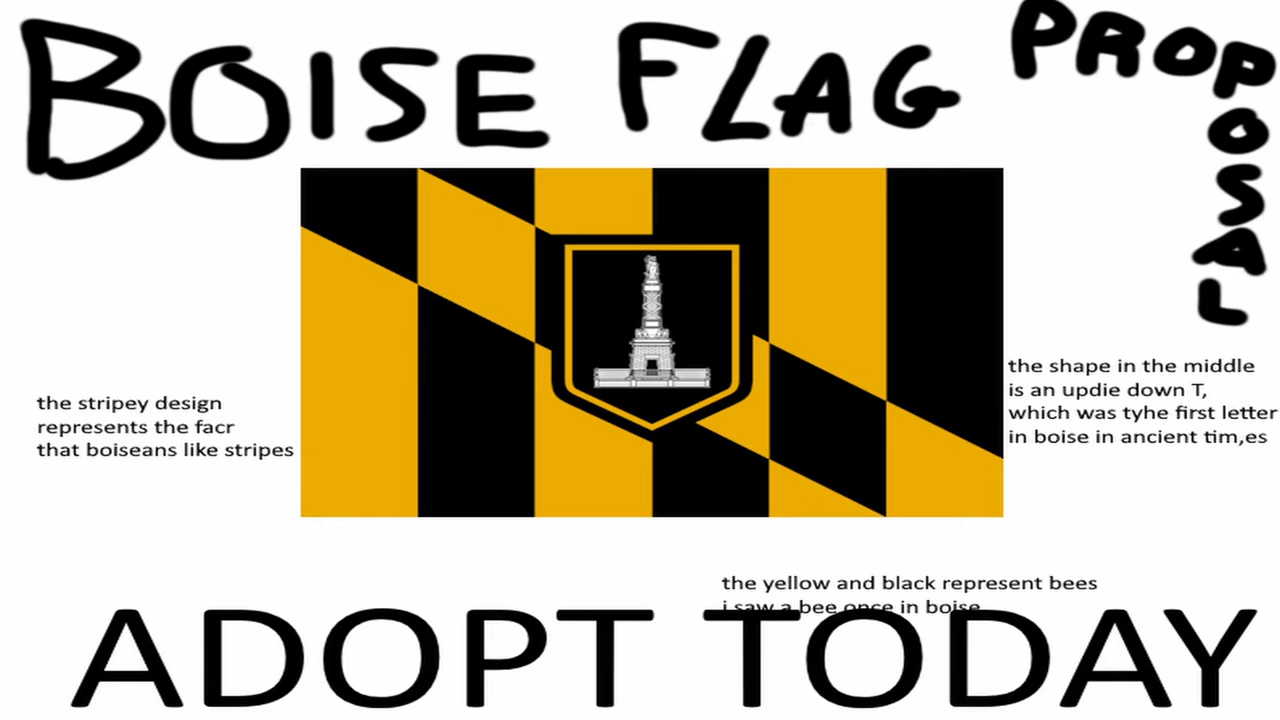 BOISE FLAG PROPOSAL
the stripey design
represents the facr
that boiseans like stripes
the shape in the middle
is an updie down T,
which was tyhe first letter
in boise in ancient tim,es
the yellow and black represent bees
i saw a bee once in boise
ADOPT TODAY